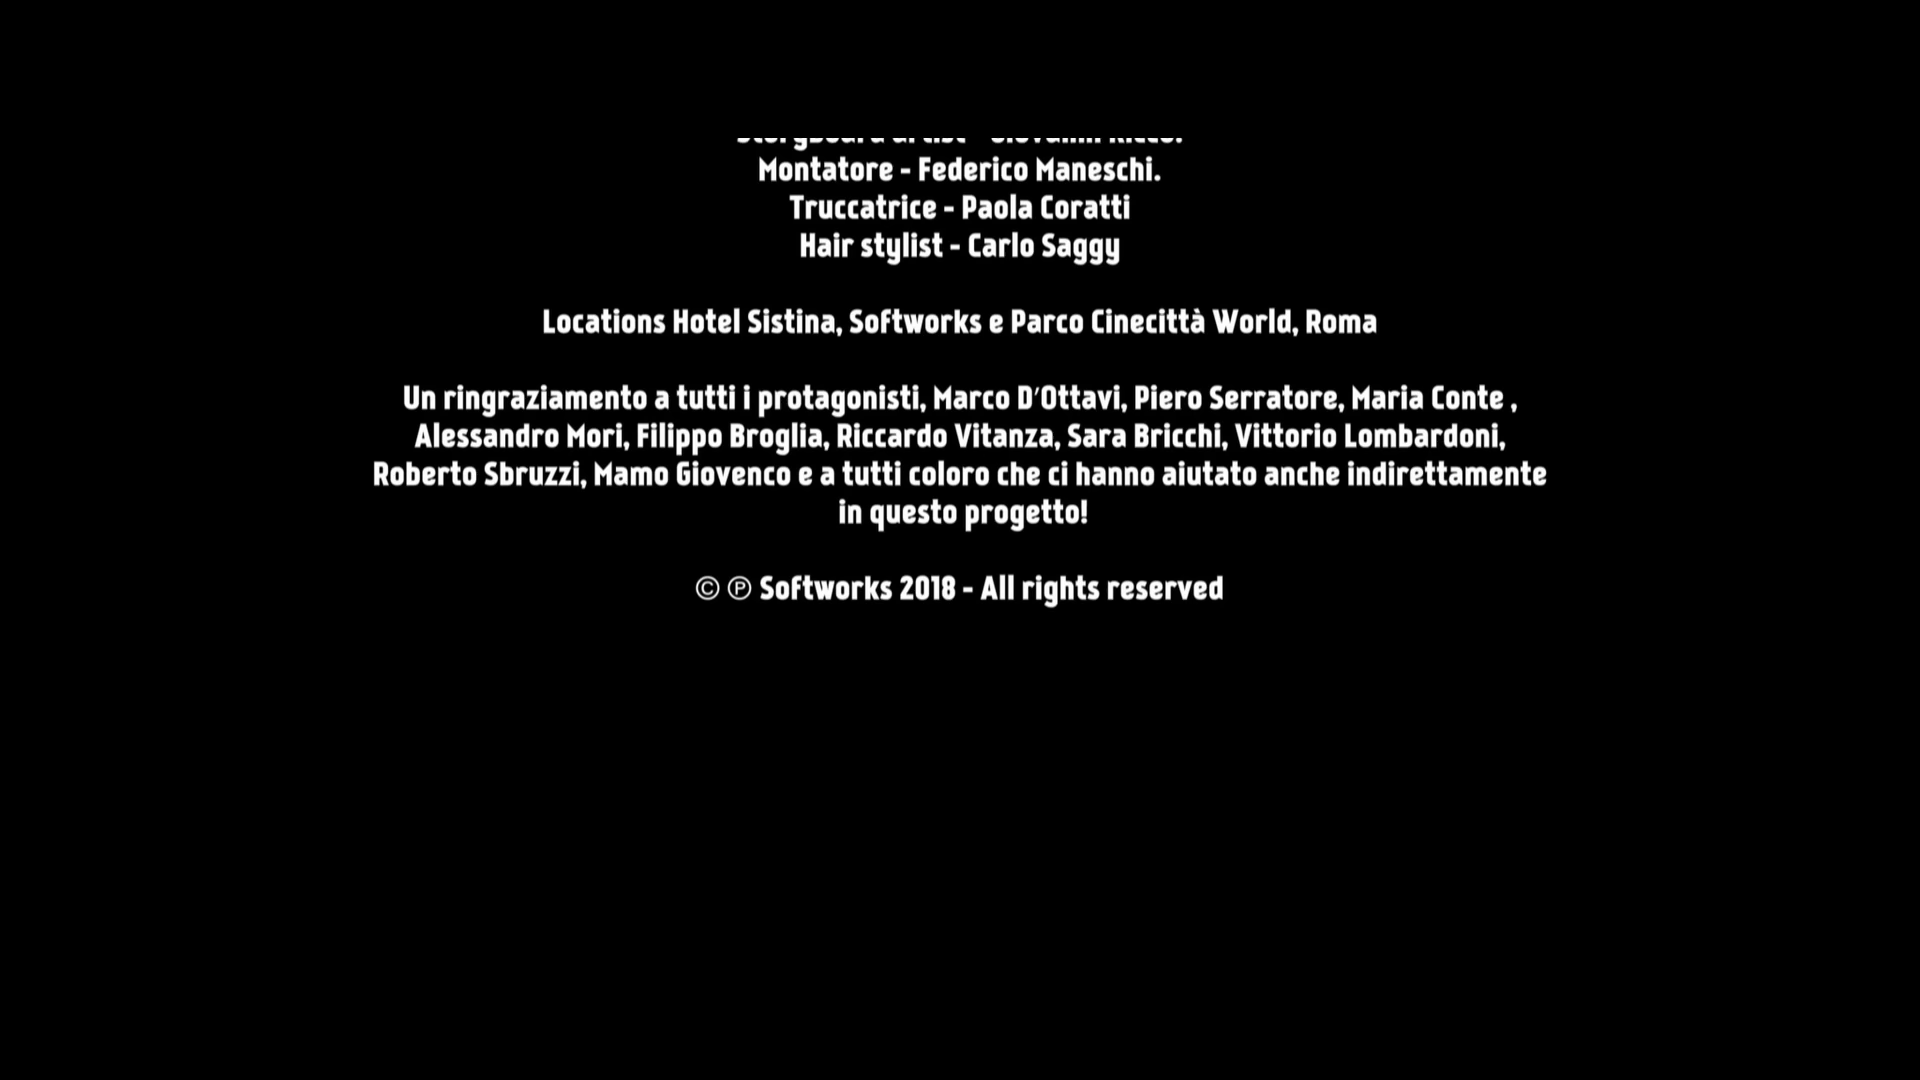 Montatore - Federico Maneschi.
Truccatrice - Paola Coratti
Hair stylist - Carlo Saggy
Locations Hotel Sistina, Softworks e Parco Cinecittà World, Roma
Un ringraziamento a tutti i protagonisti, Marco D'Ottavi, Piero Serratore, Maria Conte ,
Alessandro Mori, Filippo Broglia, Riccardo Vitanza, Sara Bricchi, Vittorio Lombardoni,
Roberto Sbruzzi, Mamo Giovenco e a tutti coloro che ci hanno aiutato anche indirettamente
in questo progetto!
© ℗ Softworks 2018 - All rights reserved